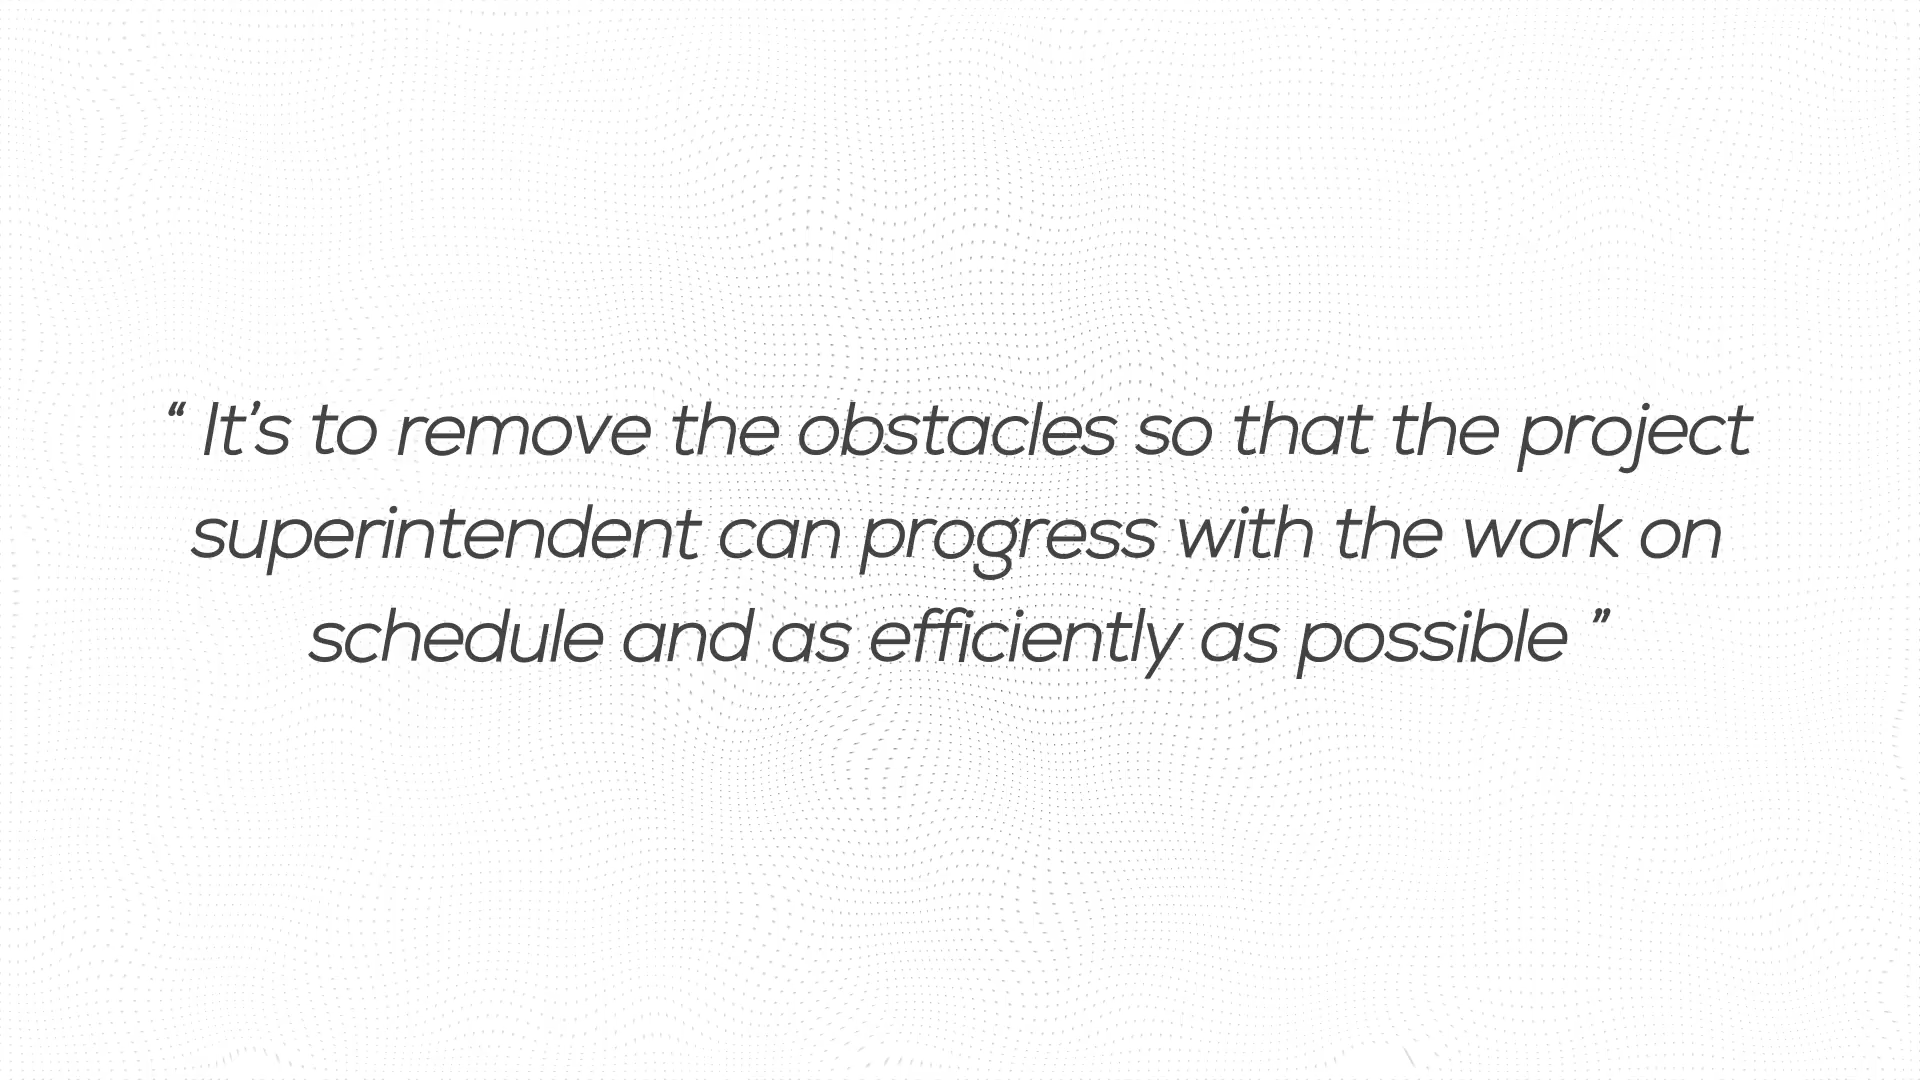 “ It’s to remove the obstacles so that the project
superintendent can progress with the work on
schedule and as efficiently as possible ”